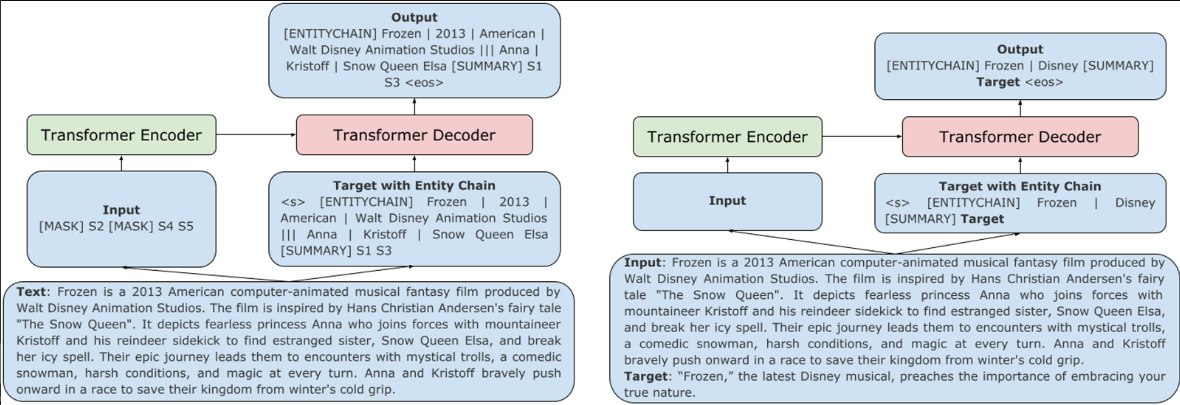 Output
[ENTITYCHAIN] Frozen | 2013 | American |
Walt Disney Animation Studios ||| Anna |
Kristoff | Snow Queen Elsa [SUMMARY] S1
S3 <eos>
Transformer Encoder
Transformer Decoder
Input
[MASK] S2 [MASK] S4 S5
Target with Entity Chain
<s> [ENTITYCHAIN] Frozen | 2013 |
American | Walt Disney Animation Studios
||| Anna | Kristoff | Snow Queen Elsa
[SUMMARY] S1 S3
Text: Frozen is a 2013 American computer-animated musical fantasy film produced by
Walt Disney Animation Studios. The film is inspired by Hans Christian Andersen's fairy tale
"The Snow Queen". It depicts fearless princess Anna who joins forces with mountaineer
Kristoff and his reindeer sidekick to find estranged sister, Snow Queen Elsa, and break
her icy spell. Their epic journey leads them to encounters with mystical trolls, a comedic
snowman, harsh conditions, and magic at every turn. Anna and Kristoff bravely push
onward in a race to save their kingdom from winter's cold grip.
Output
[ENTITYCHAIN] Frozen | Disney [SUMMARY]
Target <eos>
Transformer Encoder
Transformer Decoder
Input
Target with Entity Chain
<s> [ENTITYCHAIN] Frozen | Disney
[SUMMARY] Target
Input: Frozen is a 2013 American computer-animated musical fantasy film produced by
Walt Disney Animation Studios. The film is inspired by Hans Christian Andersen's fairy
tale "The Snow Queen". It depicts fearless princess Anna who joins forces with
mountaineer Kristoff and his reindeer sidekick to find estranged sister, Snow Queen Elsa,
and break her icy spell. Their epic journey leads them to encounters with mystical trolls,
a comedic snowman, harsh conditions, and magic at every turn. Anna and Kristoff
bravely push onward in a race to save their kingdom from winter's cold grip.
Target: “Frozen,” the latest Disney musical, preaches the importance of embracing your
true nature.